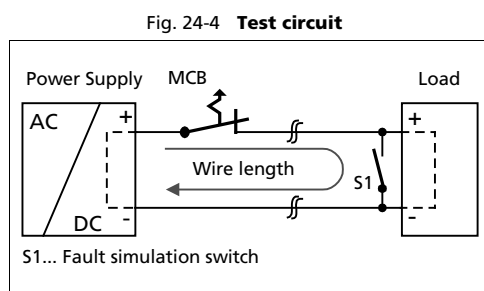 Fig. 24-4 Test circuit
Power Supply MCB Load
AC + +
Wire length
S1
DC - -
S1... Fault simulation switch